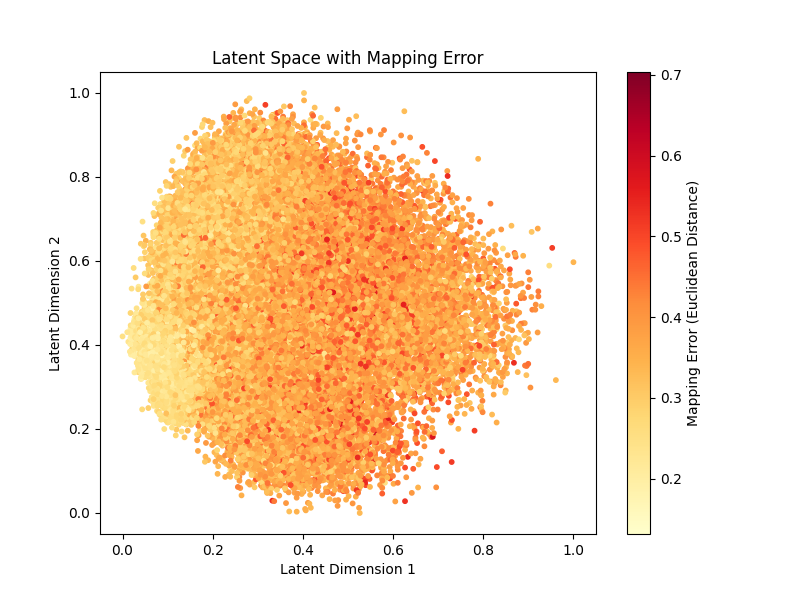 Latent Space with Mapping Error
1.0
0.8
0.6
0.4
0.2
0.0
Latent Dimension 2
0.0 0.2 0.4 0.6 0.8 1.0
Latent Dimension 1
0.7
0.6
0.5
0.4
0.3
0.2
Mapping Error (Euclidean Distance)